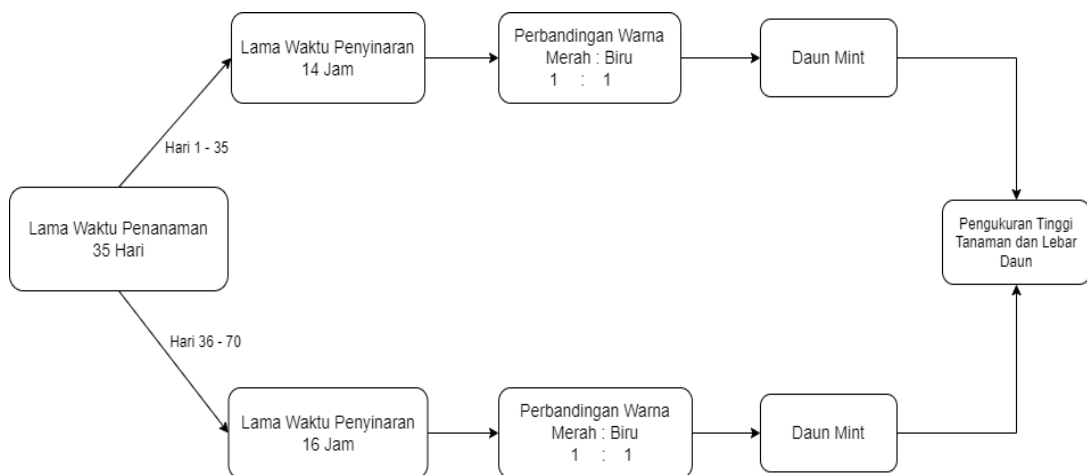 Lama Waktu Penyinaran
14 Jam
Perbandingan Warna
Merah : Biru
1 : 1
Daun Mint
Hari 1 - 35
Lama Waktu Penanaman
35 Hari
Pengukuran Tinggi
Tanaman dan Lebar
Daun
Hari 36 - 70
Lama Waktu Penyinaran
16 Jam
Perbandingan Warna
Merah : Biru
1 : 1
Daun Mint